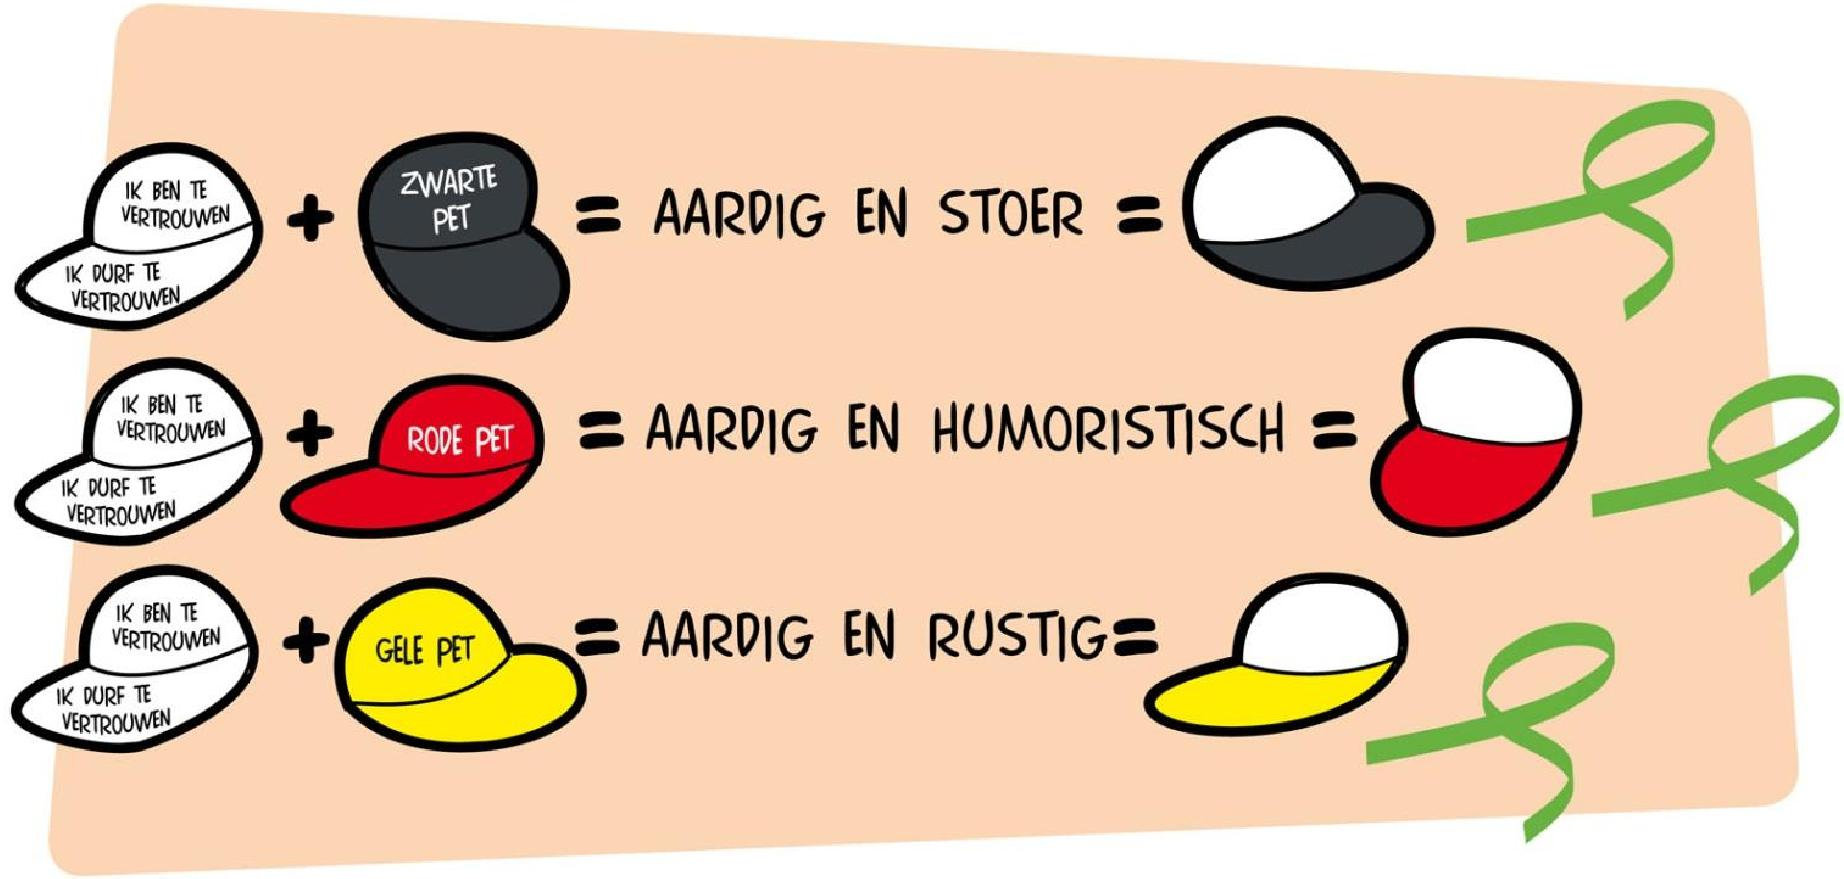 IK BEN TE
VERTROUWEN
IK DURF TE
VERTROUWEN
+
ZWARTE
PET
= AARDIG EN STOER =
IK BEN TE
VERTROUWEN
IK DURF TE
VERTROUWEN
+
RODE PET
= AARDIG EN HUMORISTISCH =
IK BEN TE
VERTROUWEN
IK DURF TE
VERTROUWEN
+
GELE PET
= AARDIG EN RUSTIG=